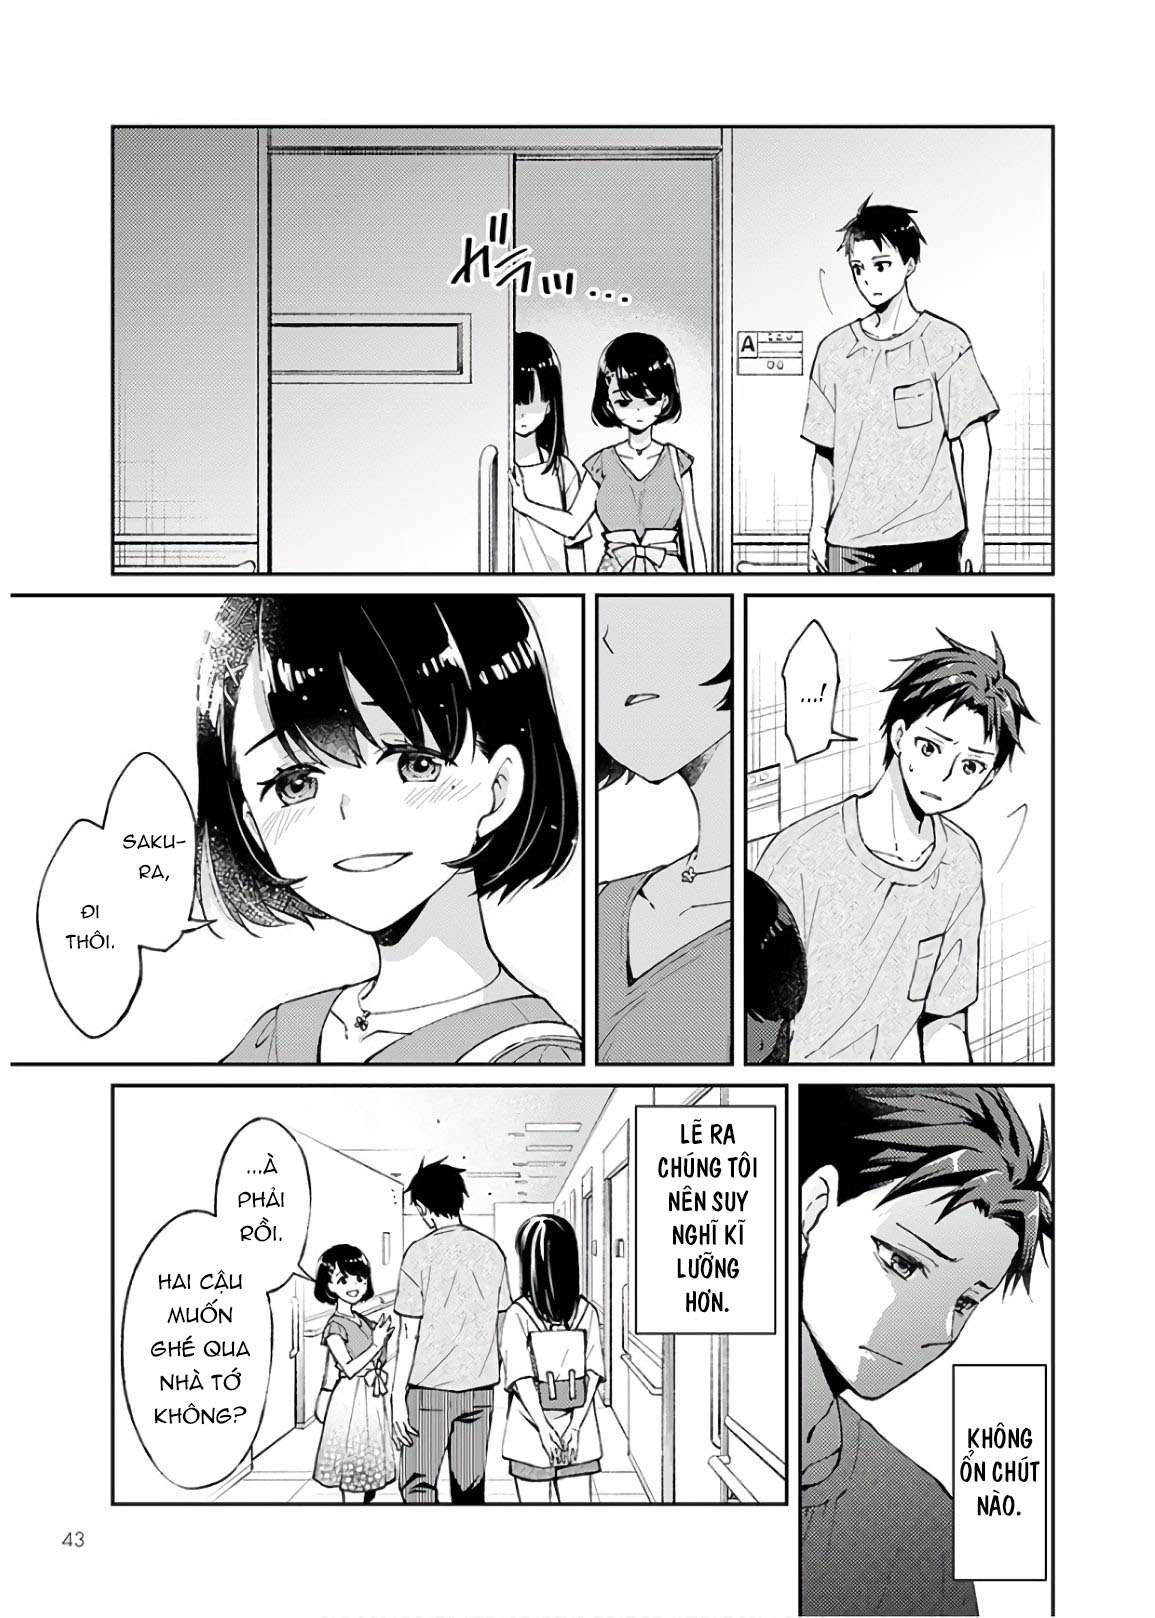 ガラッ...
A
...!
SAKU-
RA,
ĐI
THÔI.
KHÔNG
ỔN CHÚT
NÀO.
LẼ RA
CHÚNG TÔI
NÊN SUY
NGHĨ KĨ
LƯỠNG
HƠN.
...À
PHẢI
RỒI.
HAI CẬU
MUỐN
GHÉ QUA
NHÀ TỚ
KHÔNG?
43